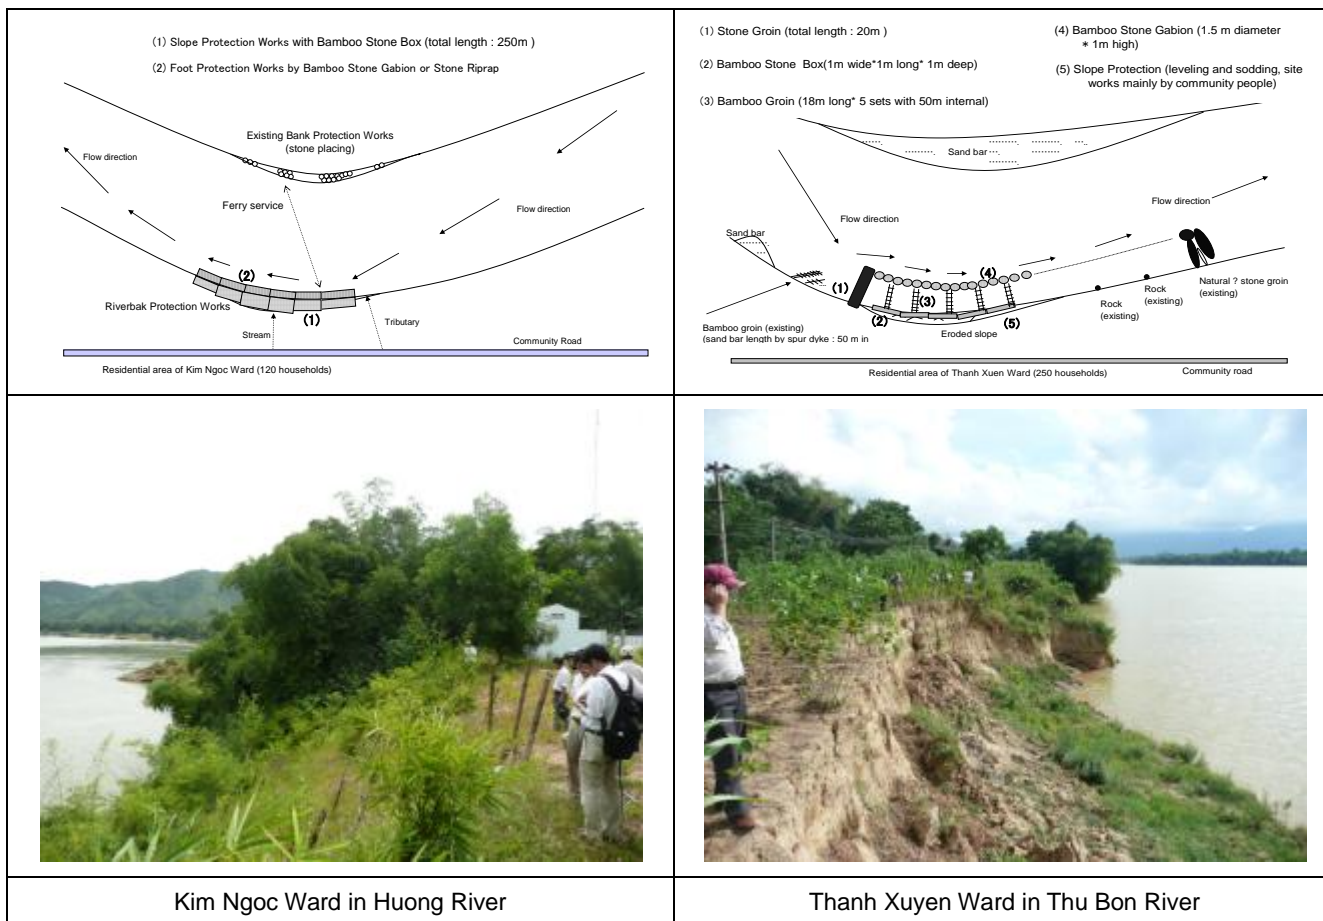 (1) Slope Protection Works with Bamboo Stone Box (total length : 250m )
(2) Foot Protection Works by Bamboo Stone Gabion or Stone Riprap
Existing Bank Protection Works
(stone placing)
Flow direction
Ferry service
Flow direction
(2)
Riverbak Protection Works
(1)
Tributary
Stream
Community Road
Residential area of Kim Ngoc Ward (120 households)
(1) Stone Groin (total length : 20m )
(2) Bamboo Stone Box(1m wide*1m long* 1m deep)
(3) Bamboo Groin (18m long* 5 sets with 50m internal)
(4) Bamboo Stone Gabion (1.5 m diameter
* 1m high)
(5) Slope Protection (leveling and sodding, site
works mainly by community people)
Sand bar
Flow direction
Flow direction
Sand bar
(1)
(4)
(3)
(2)
(5)
Natural ? stone groin
(existing)
Rock
(existing)
Rock
(existing)
Bamboo groin (existing)
(sand bar length by spur dyke : 50 m in
Eroded slope
Residential area of Thanh Xuen Ward (250 households)
Community road
Kim Ngoc Ward in Huong River
Thanh Xuyen Ward in Thu Bon River